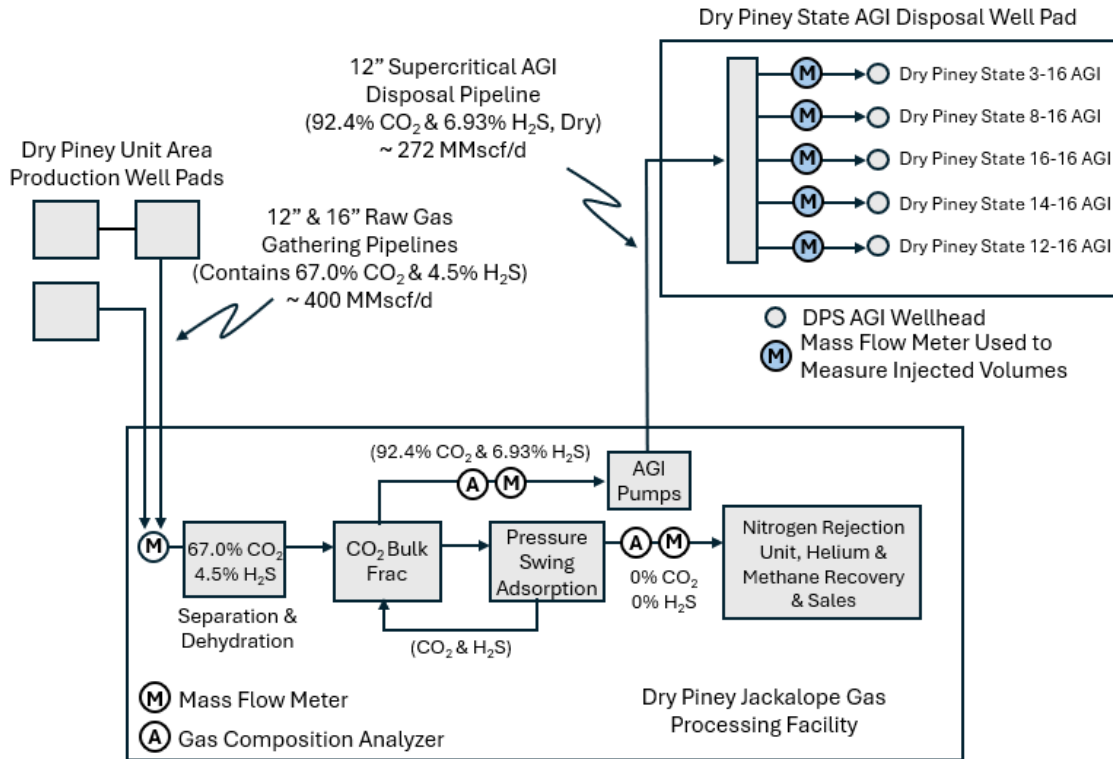 Dry Piney State AGI Disposal Well Pad
12” Supercritical AGI
Disposal Pipeline
(92.4% CO₂ & 6.93% H₂S, Dry)
~ 272 MMscf/d
M
Dry Piney State 3-16 AGI
M
Dry Piney State 8-16 AGI
M
Dry Piney State 16-16 AGI
M
Dry Piney State 14-16 AGI
M
Dry Piney State 12-16 AGI
Dry Piney Unit Area
Production Well Pads
12” & 16” Raw Gas
Gathering Pipelines
(Contains 67.0% CO₂ & 4.5% H₂S)
~ 400 MMscf/d
DPS AGI Wellhead
M
Mass Flow Meter Used to
Measure Injected Volumes
(92.4% CO₂ & 6.93% H₂S)
A
M
AGI
Pumps
M
67.0% CO₂
4.5% H₂S
Separation &
Dehydration
CO₂ Bulk
Frac
Pressure
Swing
Adsorption
(CO₂ & H₂S)
A
M
0% CO₂
0% H₂S
Nitrogen Rejection
Unit, Helium &
Methane Recovery
& Sales
M
Mass Flow Meter
A
Gas Composition Analyzer
Dry Piney Jackalope Gas
Processing Facility